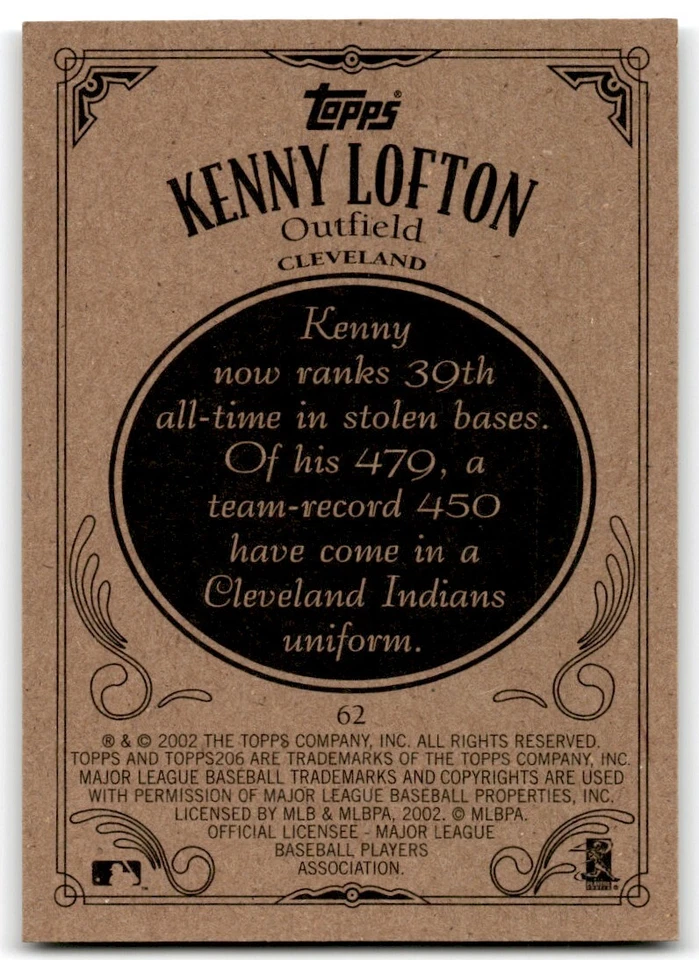 Topps®
KENNY LOFTON
Outfield
CLEVELAND
Kenny
now ranks 39th
all-time in stolen bases.
Of his 479, a
team-record 450
have come in a
Cleveland Indians
uniform.
62
® & © 2002 THE TOPPS COMPANY, INC. ALL RIGHTS RESERVED.
TOPPS AND TOPPS206 ARE TRADEMARKS OF THE TOPPS COMPANY, INC.
MAJOR LEAGUE BASEBALL TRADEMARKS AND COPYRIGHTS ARE USED
WITH PERMISSION OF MAJOR LEAGUE BASEBALL PROPERTIES, INC.
LICENSED BY MLB & MLBPA, 2002. © MLBPA.
OFFICIAL LICENSEE - MAJOR LEAGUE
BASEBALL PLAYERS
ASSOCIATION.